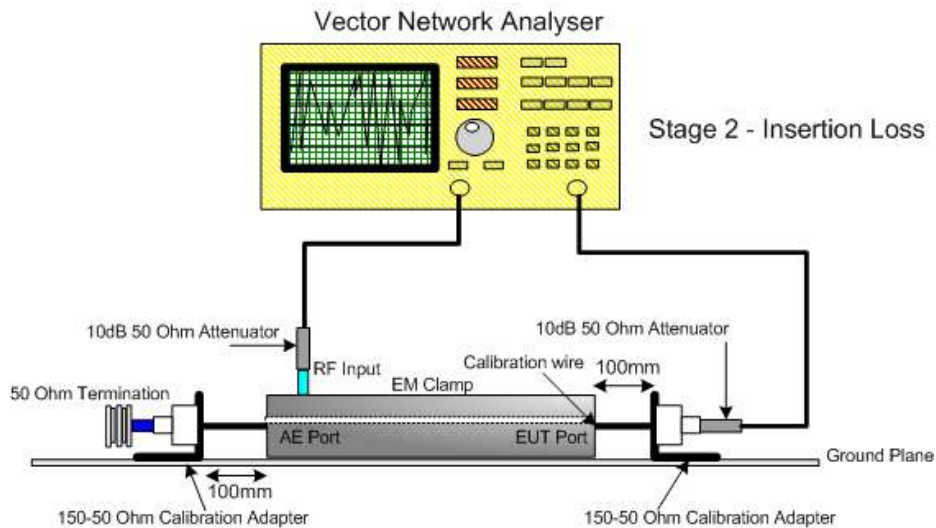 Vector Network Analyser
Stage 2 - Insertion Loss
10dB 50 Ohm Attenuator
10dB 50 Ohm Attenuator
RF Input
Calibration wire
100mm
50 Ohm Termination
EM Clamp
AE Port
EUT Port
Ground Plane
100mm
150-50 Ohm Calibration Adapter
150-50 Ohm Calibration Adapter